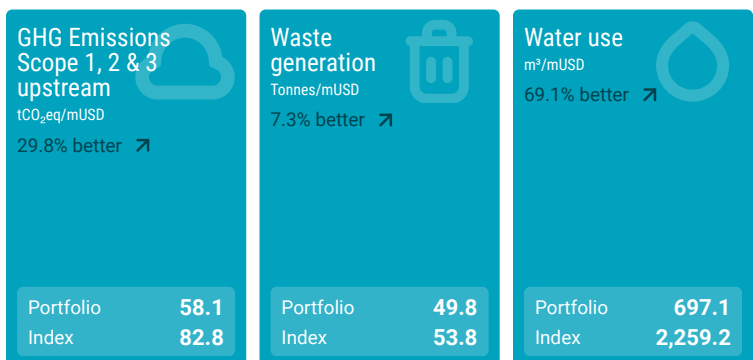 GHG Emissions
Scope 1, 2 & 3
upstream
tCO₂eq/mUSD
29.8% better
Portfolio 58.1
Index 82.8
Waste
generation
Tonnes/mUSD
7.3% better
Portfolio 49.8
Index 53.8
Water use
m³/mUSD
69.1% better
Portfolio 697.1
Index 2,259.2